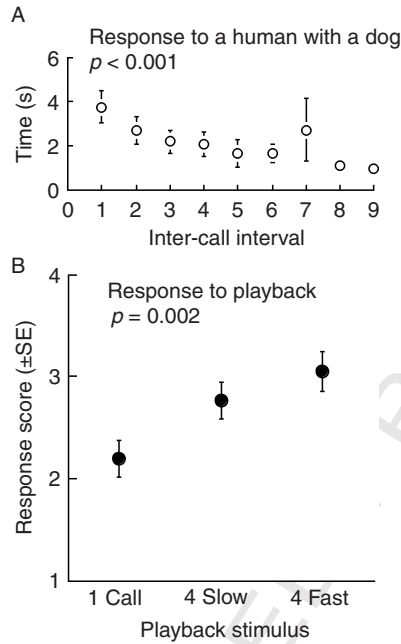 A
Response to a human with a dog
p < 0.001
Time (s)
6
4
2
0
0 1 2 3 4 5 6 7 8 9
Inter-call interval
B
Response to playback
p = 0.002
Response score (±SE)
4
3
2
1
1 Call 4 Slow 4 Fast
Playback stimulus